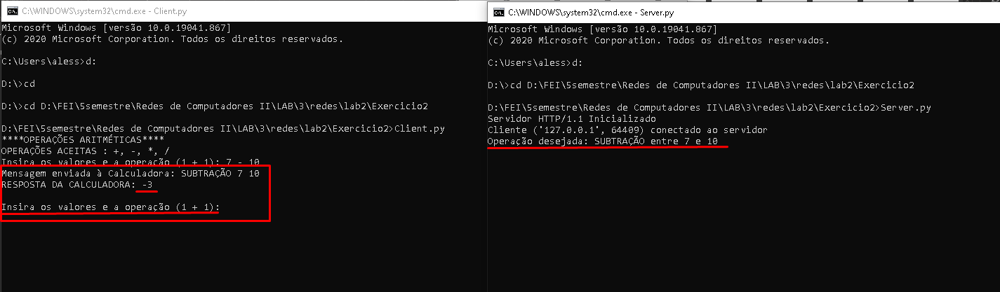 C:\WINDOWS\system32\cmd.exe - Client.py
Microsoft Windows [versão 10.0.19041.867]
(c) 2020 Microsoft Corporation. Todos os direitos reservados.
C:\Users\aless>d:
D:\>cd
D:\>cd D:\FEI\5semestre\Redes de Computadores II\LAB\3\redes\lab2\Exercicio2
D:\FEI\5semestre\Redes de Computadores II\LAB\3\redes\lab2\Exercicio2>Client.py
****OPERAÇÕES ARITMÉTICAS****
OPERAÇÕES ACEITAS : +, -, *, /
Insira os valores e a operação (1 + 1): 7 - 10
Mensagem enviada à Calculadora: SUBTRAÇÃO 7 10
RESPOSTA DA CALCULADORA: -3
Insira os valores e a operação (1 + 1):
C:\WINDOWS\system32\cmd.exe - Server.py
Microsoft Windows [versão 10.0.19041.867]
(c) 2020 Microsoft Corporation. Todos os direitos reservados.
C:\Users\aless>d:
D:\>cd D:\FEI\5semestre\Redes de Computadores II\LAB\3\redes\lab2\Exercicio2
D:\FEI\5semestre\Redes de Computadores II\LAB\3\redes\lab2\Exercicio2>Server.py
Servidor HTTP/1.1 Inicializado
Cliente ('127.0.0.1', 64409) conectado ao servidor
Operação desejada: SUBTRAÇÃO entre 7 e 10